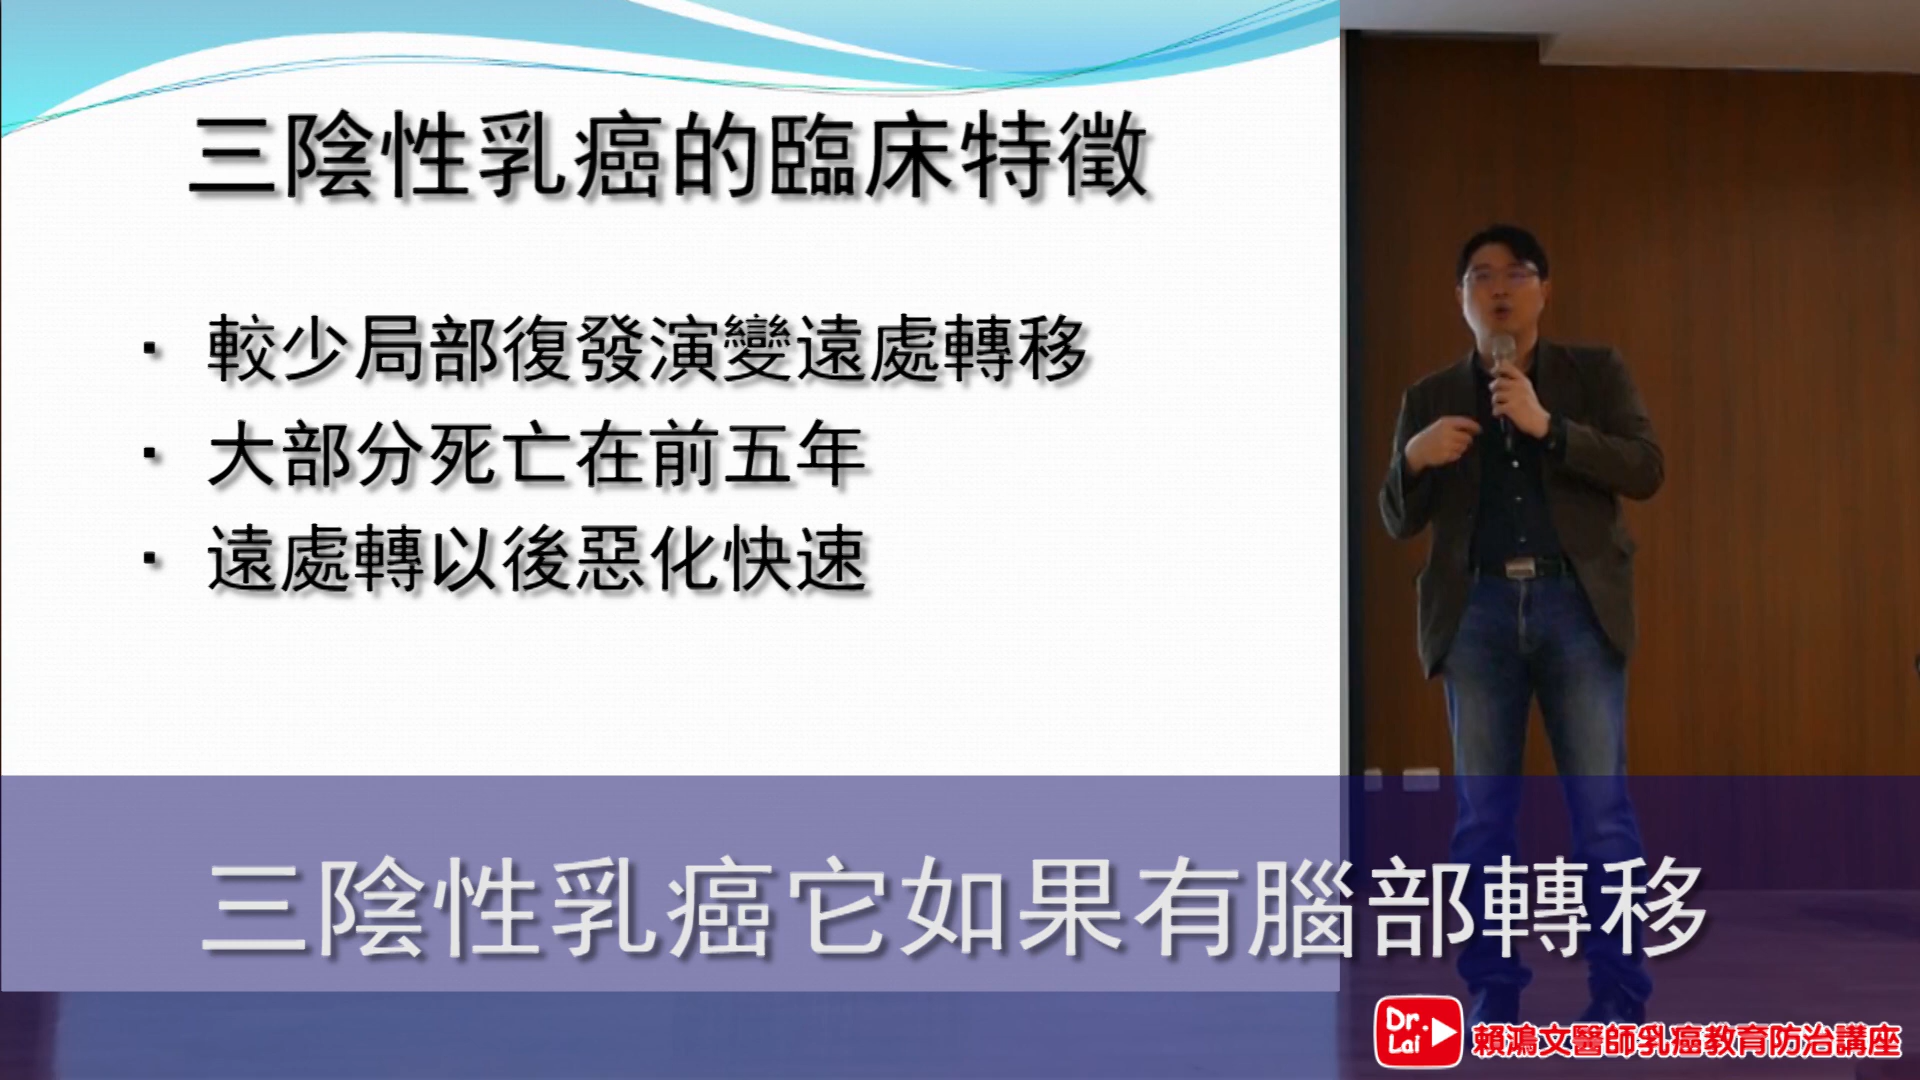 三陰性乳癌的臨床特徵
· 較少局部復發演變遠處轉移
· 大部分死亡在前五年
· 遠處轉以後惡化快速
三陰性乳癌它如果有腦部轉移
Dr. Lai
賴鴻文醫師乳癌教育防治講座